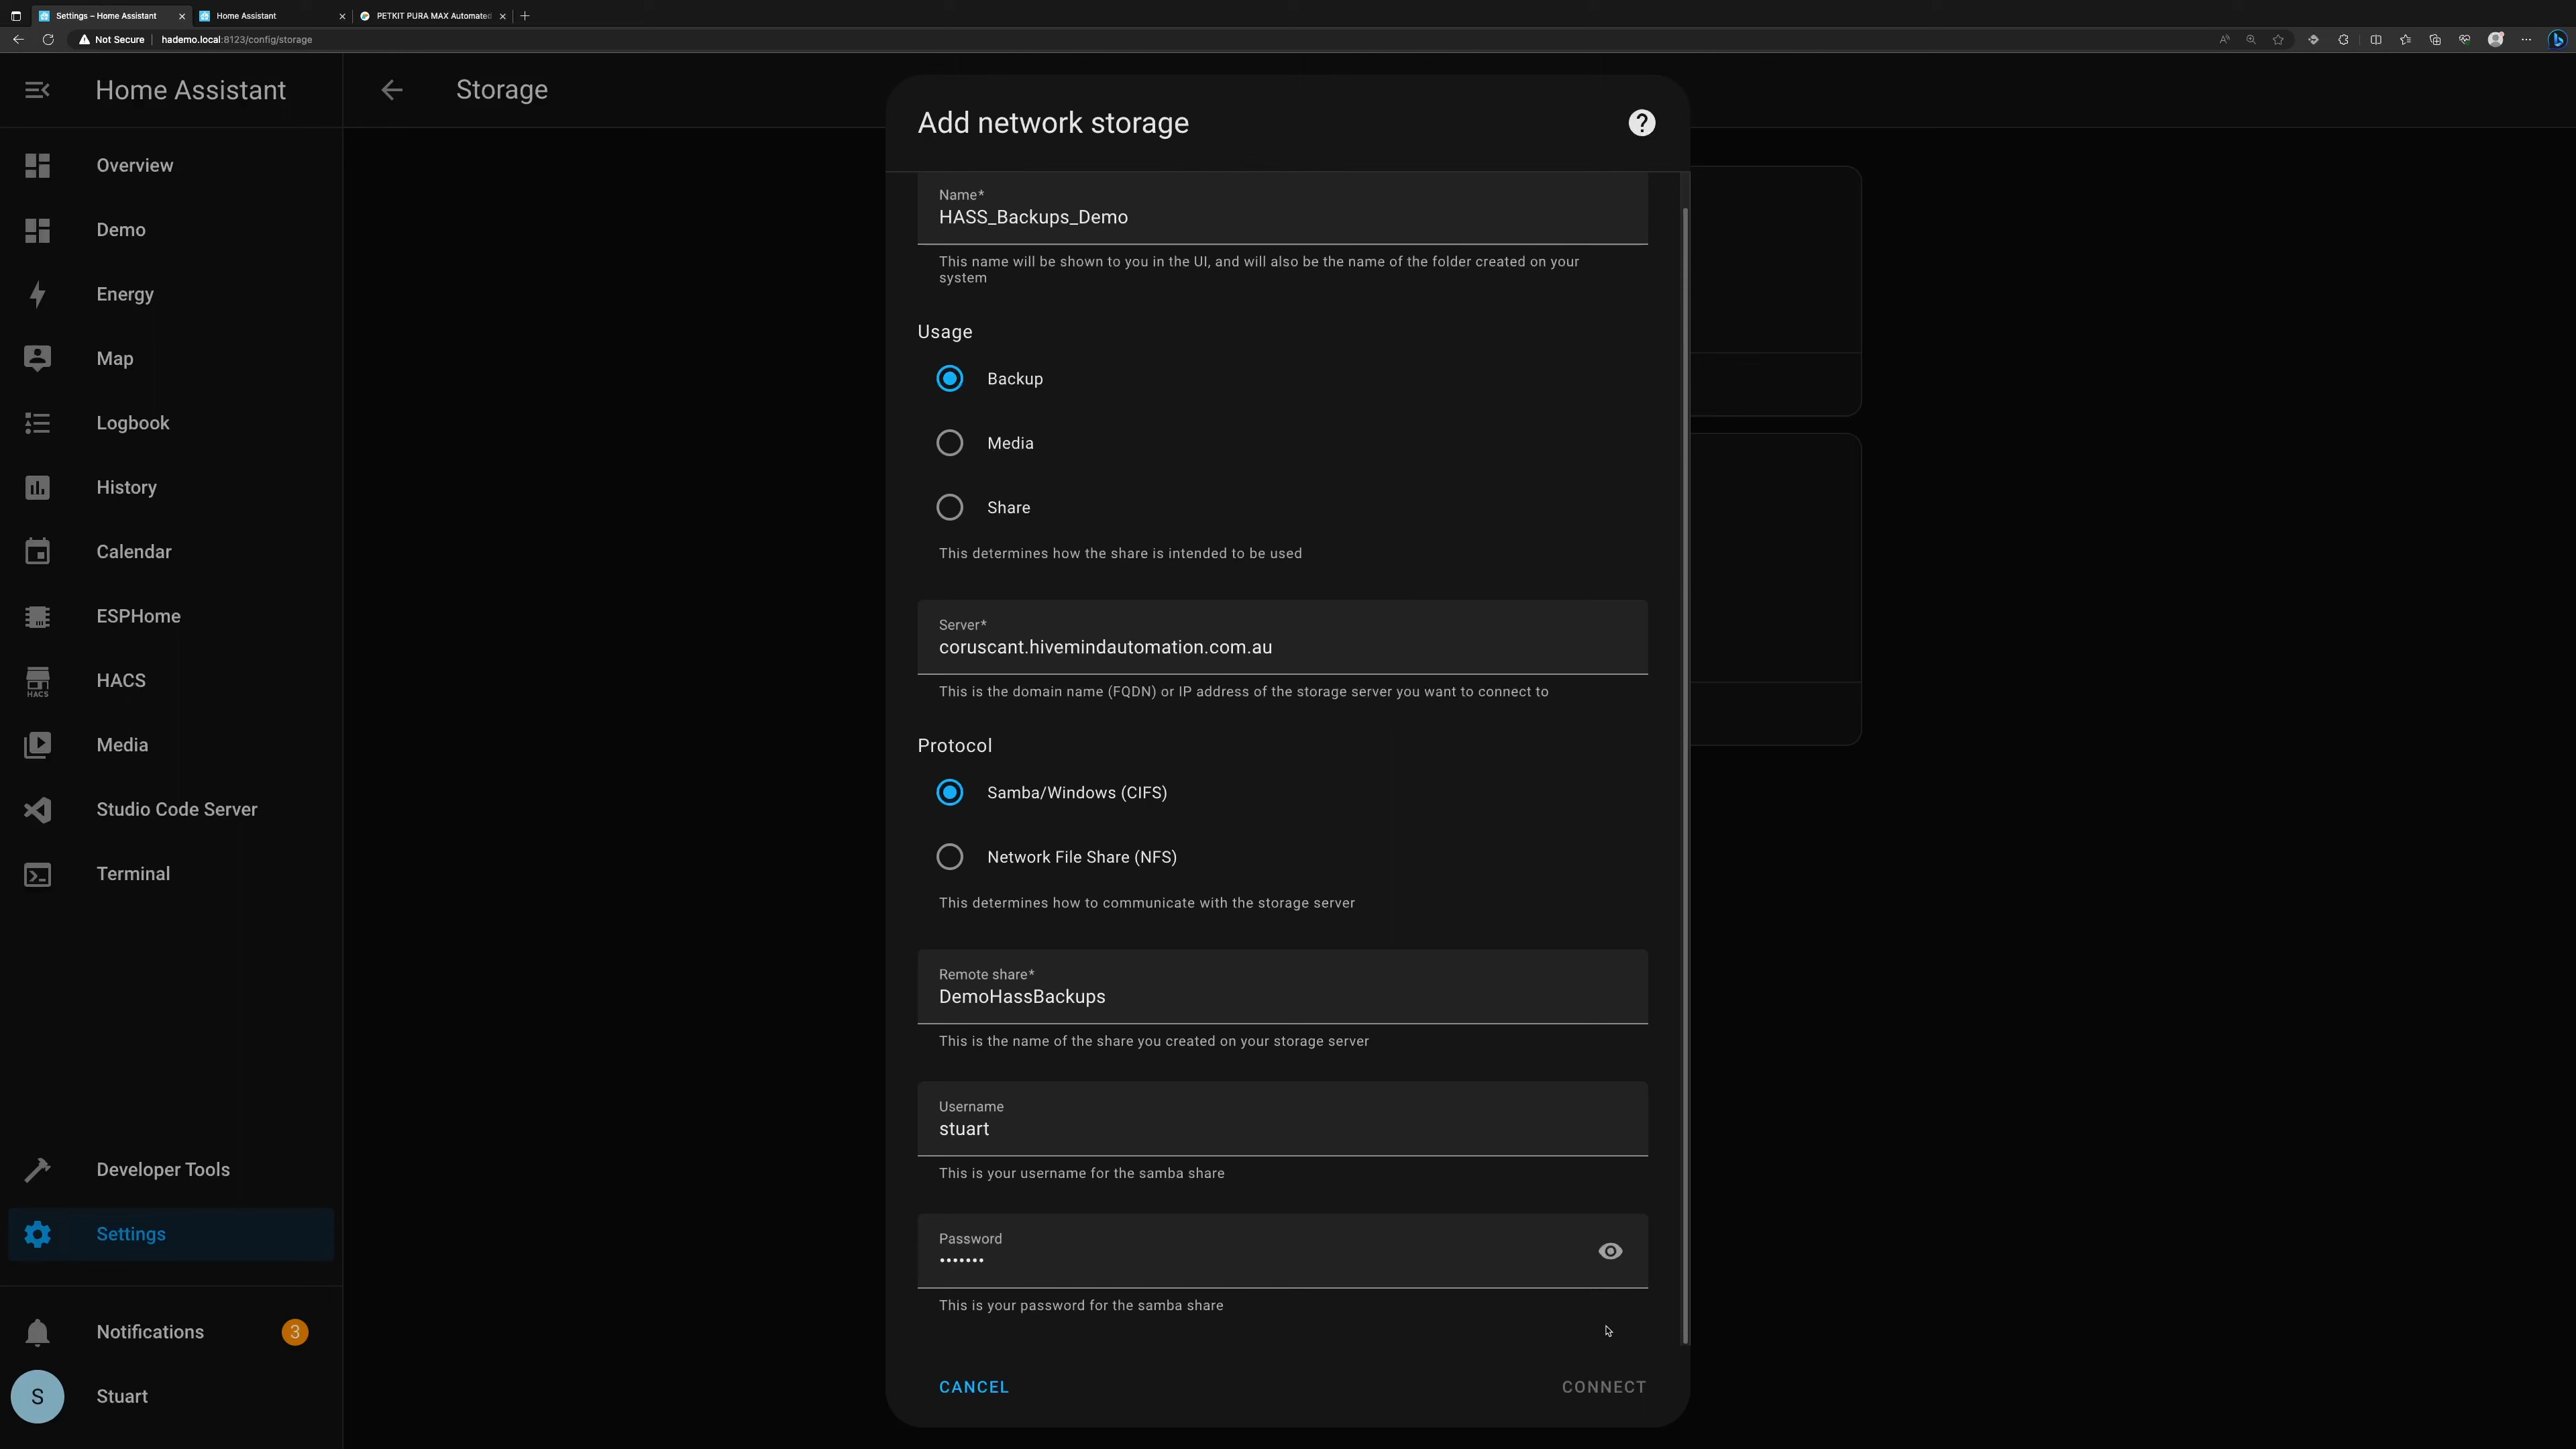 Settings – Home Assistant
Home Assistant
PETKIT PURA MAX Automated
Not Secure
hademo.local:8123/config/storage
Home Assistant
Storage
Overview
Demo
Energy
Map
Logbook
History
Calendar
ESPHome
HACS
HACS
Media
Studio Code Server
Terminal
Developer Tools
Settings
Notifications
3
S
Stuart
Add network storage
?
Name*
HASS_Backups_Demo
This name will be shown to you in the UI, and will also be the name of the folder created on your
system
Usage
Backup
Media
Share
This determines how the share is intended to be used
Server*
coruscant.hivemindautomation.com.au
This is the domain name (FQDN) or IP address of the storage server you want to connect to
Protocol
Samba/Windows (CIFS)
Network File Share (NFS)
This determines how to communicate with the storage server
Remote share*
DemoHassBackups
This is the name of the share you created on your storage server
Username
stuart
This is your username for the samba share
Password
•••••••
This is your password for the samba share
CANCEL
CONNECT